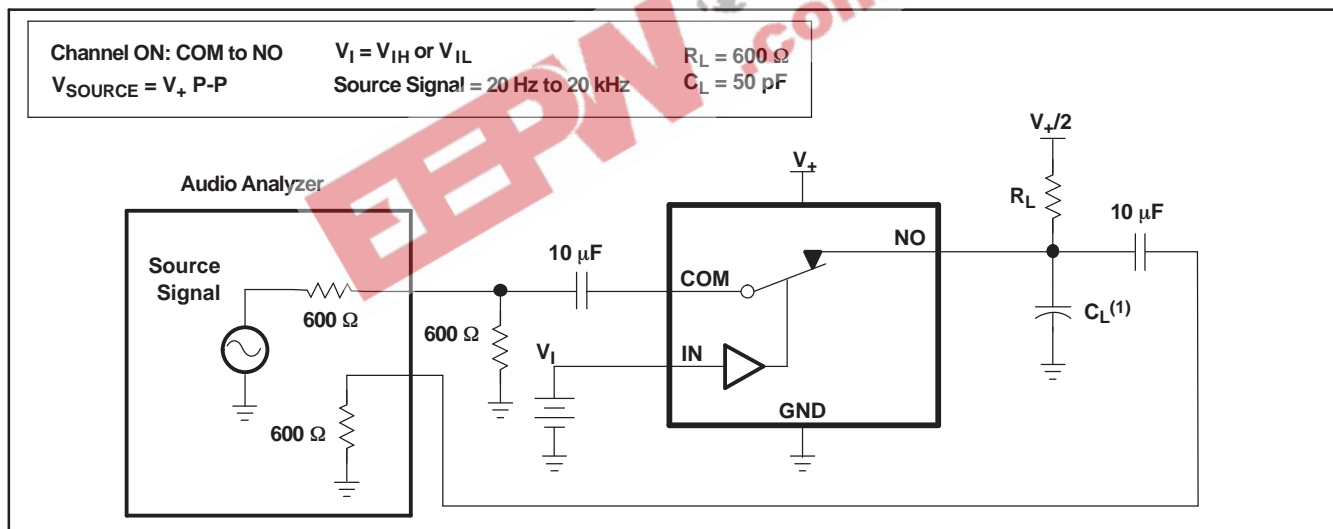 Channel ON: COM to NO
V_I = V_IH or V_IL
R_L = 600 Ω
V_SOURCE = V_+ P-P
Source Signal = 20 Hz to 20 kHz
C_L = 50 pF
EEPW.com
V_+/2
V_+
Audio Analyzer
R_L
10 μF
NO
10 μF
Source
Signal
COM
600 Ω
C_L(1)
600 Ω
V_I
IN
GND
600 Ω